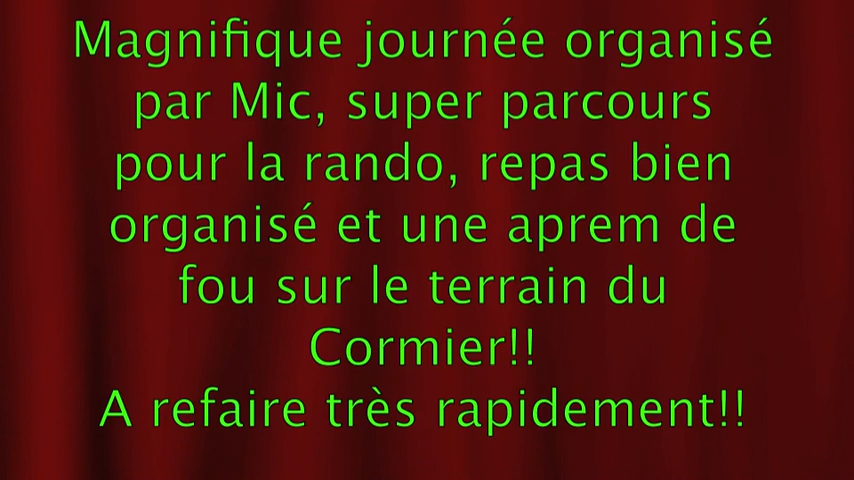 Magnifique journée organisé
par Mic, super parcours
pour la rando, repas bien
organisé et une aprem de
fou sur le terrain du
Cormier!!
A refaire très rapidement!!